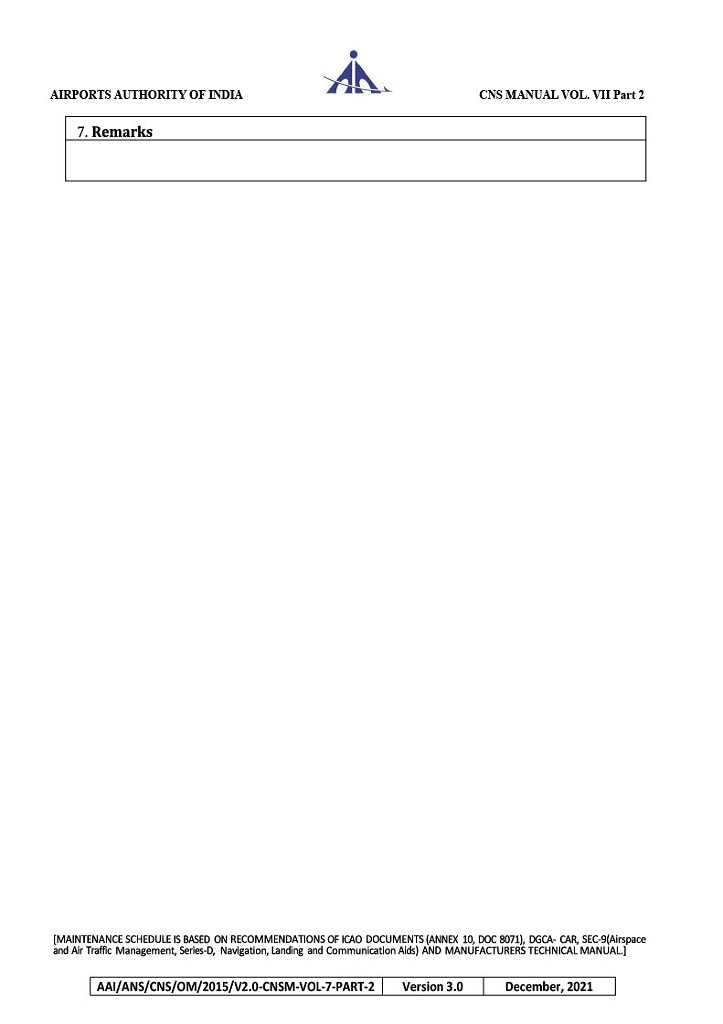 AIRPORTS AUTHORITY OF INDIA CNS MANUAL VOL. VII Part 2
7. Remarks
[MAINTENANCE SCHEDULE IS BASED ON RECOMMENDATIONS OF ICAO DOCUMENTS (ANNEX 10, DOC 8071), DGCA- CAR, SEC-9(Airspace
and Air Traffic Management, Series-D, Navigation, Landing and Communication Aids) AND MANUFACTURERS TECHNICAL MANUAL.]
AAI/ANS/CNS/OM/2015/V2.0-CNSM-VOL-7-PART-2 Version 3.0 December, 2021